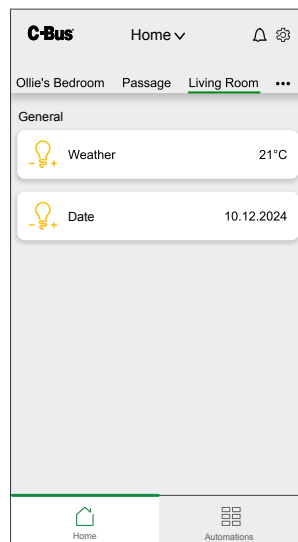 C-Bus Home
Ollie's Bedroom Passage Living Room
General
Weather 21°C
Date 10.12.2024
Home Automations